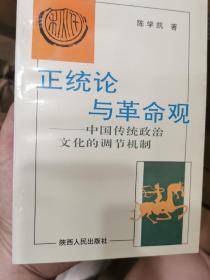 陈学凯 著
正统论
与革命观
——中国传统政治
文化的调节机制
陕西人民出版社